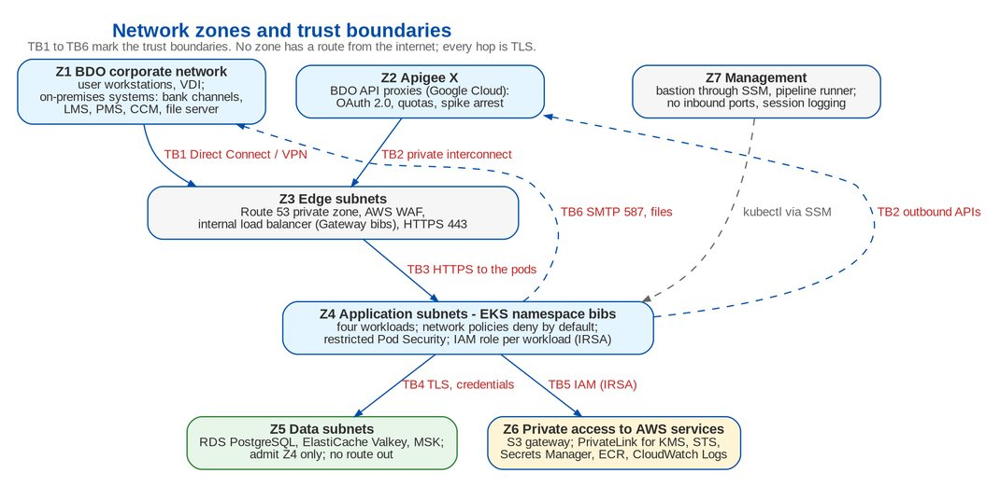 Network zones and trust boundaries
TB1 to TB6 mark the trust boundaries. No zone has a route from the internet; every hop is TLS.
Z1 BDO corporate network
user workstations, VDI;
on-premises systems: bank channels,
LMS, PMS, CCM, file server
Z2 Apigee X
BDO API proxies (Google Cloud):
OAuth 2.0, quotas, spike arrest
Z7 Management
bastion through SSM, pipeline runner;
no inbound ports, session logging
TB1 Direct Connect / VPN
TB2 private interconnect
Z3 Edge subnets
Route 53 private zone, AWS WAF,
internal load balancer (Gateway bibs), HTTPS 443
TB6 SMTP 587, files
kubectl via SSM
TB2 outbound APIs
TB3 HTTPS to the pods
Z4 Application subnets - EKS namespace bibs
four workloads; network policies deny by default;
restricted Pod Security; IAM role per workload (IRSA)
TB4 TLS, credentials
TB5 IAM (IRSA)
Z5 Data subnets
RDS PostgreSQL, ElastiCache Valkey, MSK;
admit Z4 only; no route out
Z6 Private access to AWS services
S3 gateway; PrivateLink for KMS, STS,
Secrets Manager, ECR, CloudWatch Logs